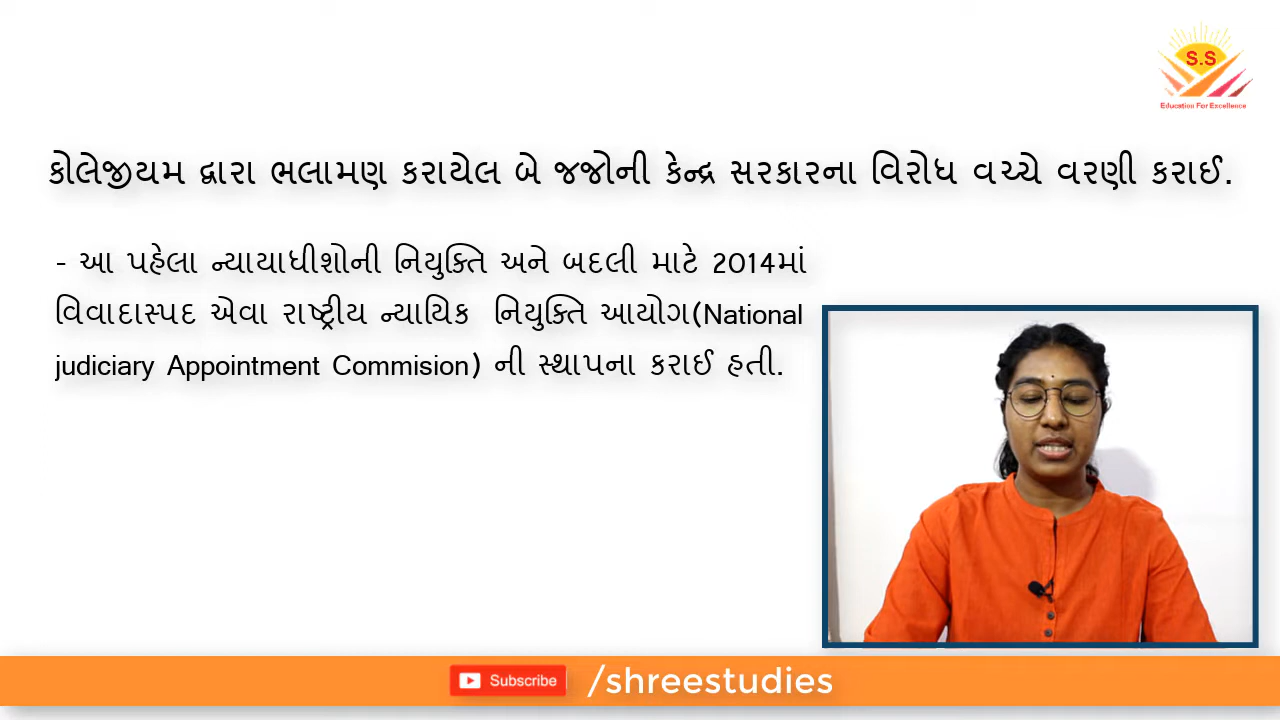 S.S
Education For Excellence
કોલેજીયમ દ્વારા ભલામણ કરાયેલ બે જજોની કેન્દ્ર સરકારના વિરોધ વચ્ચે વરણી કરાઈ.
- આ પહેલા ન્યાયાધીશોની નિયુક્તિ અને બદલી માટે 2014માં
વિવાદાસ્પદ એવા રાષ્ટ્રીય ન્યાયિક નિયુક્તિ આયોગ(National
judiciary Appointment Commision) ની સ્થાપના કરાઈ હતી.
Subscribe /shreestudies